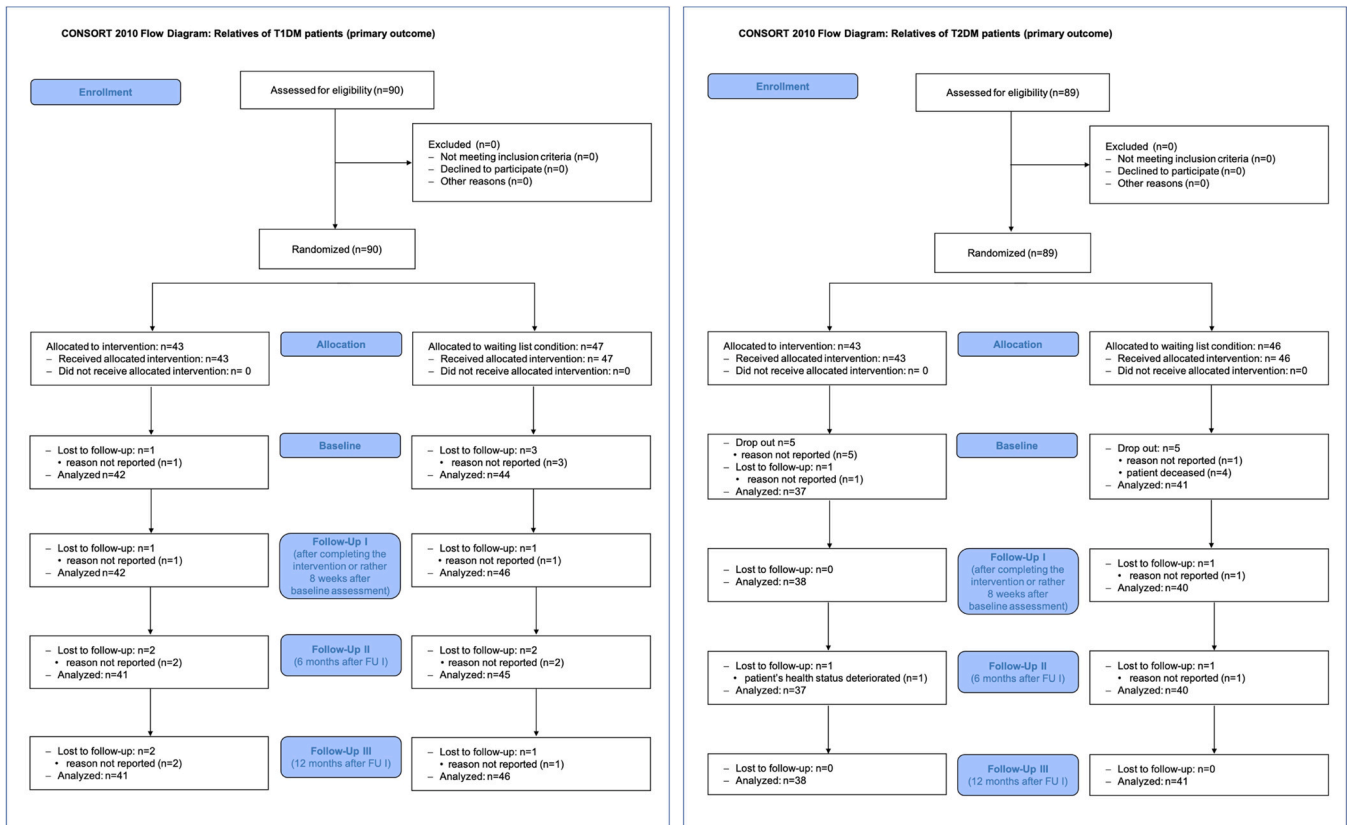 CONSORT 2010 Flow Diagram: Relatives of T1DM patients (primary outcome)
Enrollment
Assessed for eligibility (n=90)
Excluded (n=0)
– Not meeting inclusion criteria (n=0)
– Declined to participate (n=0)
– Other reasons (n=0)
Randomized (n=90)
Allocated to intervention: n=43
– Received allocated intervention: n=43
– Did not receive allocated intervention: n= 0
Allocation
Allocated to waiting list condition: n=47
– Received allocated intervention: n= 47
– Did not receive allocated intervention: n=0
– Lost to follow-up: n=1
• reason not reported (n=1)
– Analyzed n=42
Baseline
– Lost to follow-up: n=3
• reason not reported (n=3)
– Analyzed n=44
– Lost to follow-up: n=1
• reason not reported (n=1)
– Analyzed n=42
Follow-Up I
(after completing the
intervention or rather
8 weeks after
baseline assessment)
– Lost to follow-up: n=1
• reason not reported (n=1)
– Analyzed n=46
– Lost to follow-up: n=2
• reason not reported (n=2)
– Analyzed: n=41
Follow-Up II
(6 months after FU I)
– Lost to follow-up: n=2
• reason not reported (n=2)
– Analyzed: n=45
– Lost to follow-up: n=2
• reason not reported (n=2)
– Analyzed: n=41
Follow-Up III
(12 months after FU I)
– Lost to follow-up: n=1
• reason not reported (n=1)
– Analyzed: n=46
CONSORT 2010 Flow Diagram: Relatives of T2DM patients (primary outcome)
Enrollment
Assessed for eligibility (n=89)
Excluded (n=0)
– Not meeting inclusion criteria (n=0)
– Declined to participate (n=0)
– Other reasons (n=0)
Randomized (n=89)
Allocated to intervention: n=43
– Received allocated intervention: n=43
– Did not receive allocated intervention: n= 0
Allocation
Allocated to waiting list condition: n=46
– Received allocated intervention: n= 46
– Did not receive allocated intervention: n=0
– Drop out n=5
• reason not reported (n=5)
– Lost to follow-up: n=1
• reason not reported (n=1)
– Analyzed: n=37
Baseline
– Drop out: n=5
• reason not reported (n=1)
• patient deceased (n=4)
– Analyzed: n=41
– Lost to follow-up: n=0
– Analyzed: n=38
Follow-Up I
(after completing the
intervention or rather
8 weeks after
baseline assessment)
– Lost to follow-up: n=1
• reason not reported (n=1)
– Analyzed: n=40
– Lost to follow-up: n=1
• patient's health status deteriorated (n=1)
– Analyzed: n=37
Follow-Up II
(6 months after FU I)
– Lost to follow-up: n=1
• reason not reported (n=1)
– Analyzed: n=40
– Lost to follow-up: n=0
– Analyzed: n=38
Follow-Up III
(12 months after FU I)
– Lost to follow-up: n=0
– Analyzed: n=41